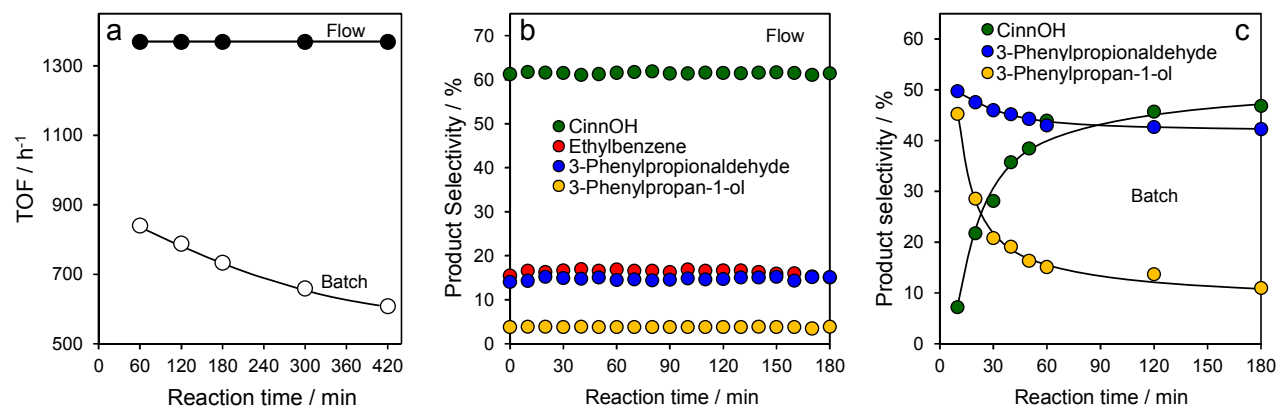 a
Flow
Batch
TOF / h⁻¹
1300
1100
900
700
500
0 60 120 180 240 300 360 420
Reaction time / min
b
Flow
CinnOH
Ethylbenzene
3-Phenylpropionaldehyde
3-Phenylpropan-1-ol
Product Selectivity / %
70
60
50
40
30
20
10
0
0 30 60 90 120 150 180
Reaction time / min
c
CinnOH
3-Phenylpropionaldehyde
3-Phenylpropan-1-ol
Batch
Product selectivity / %
60
50
40
30
20
10
0
0 30 60 90 120 150 180
Reaction time / min